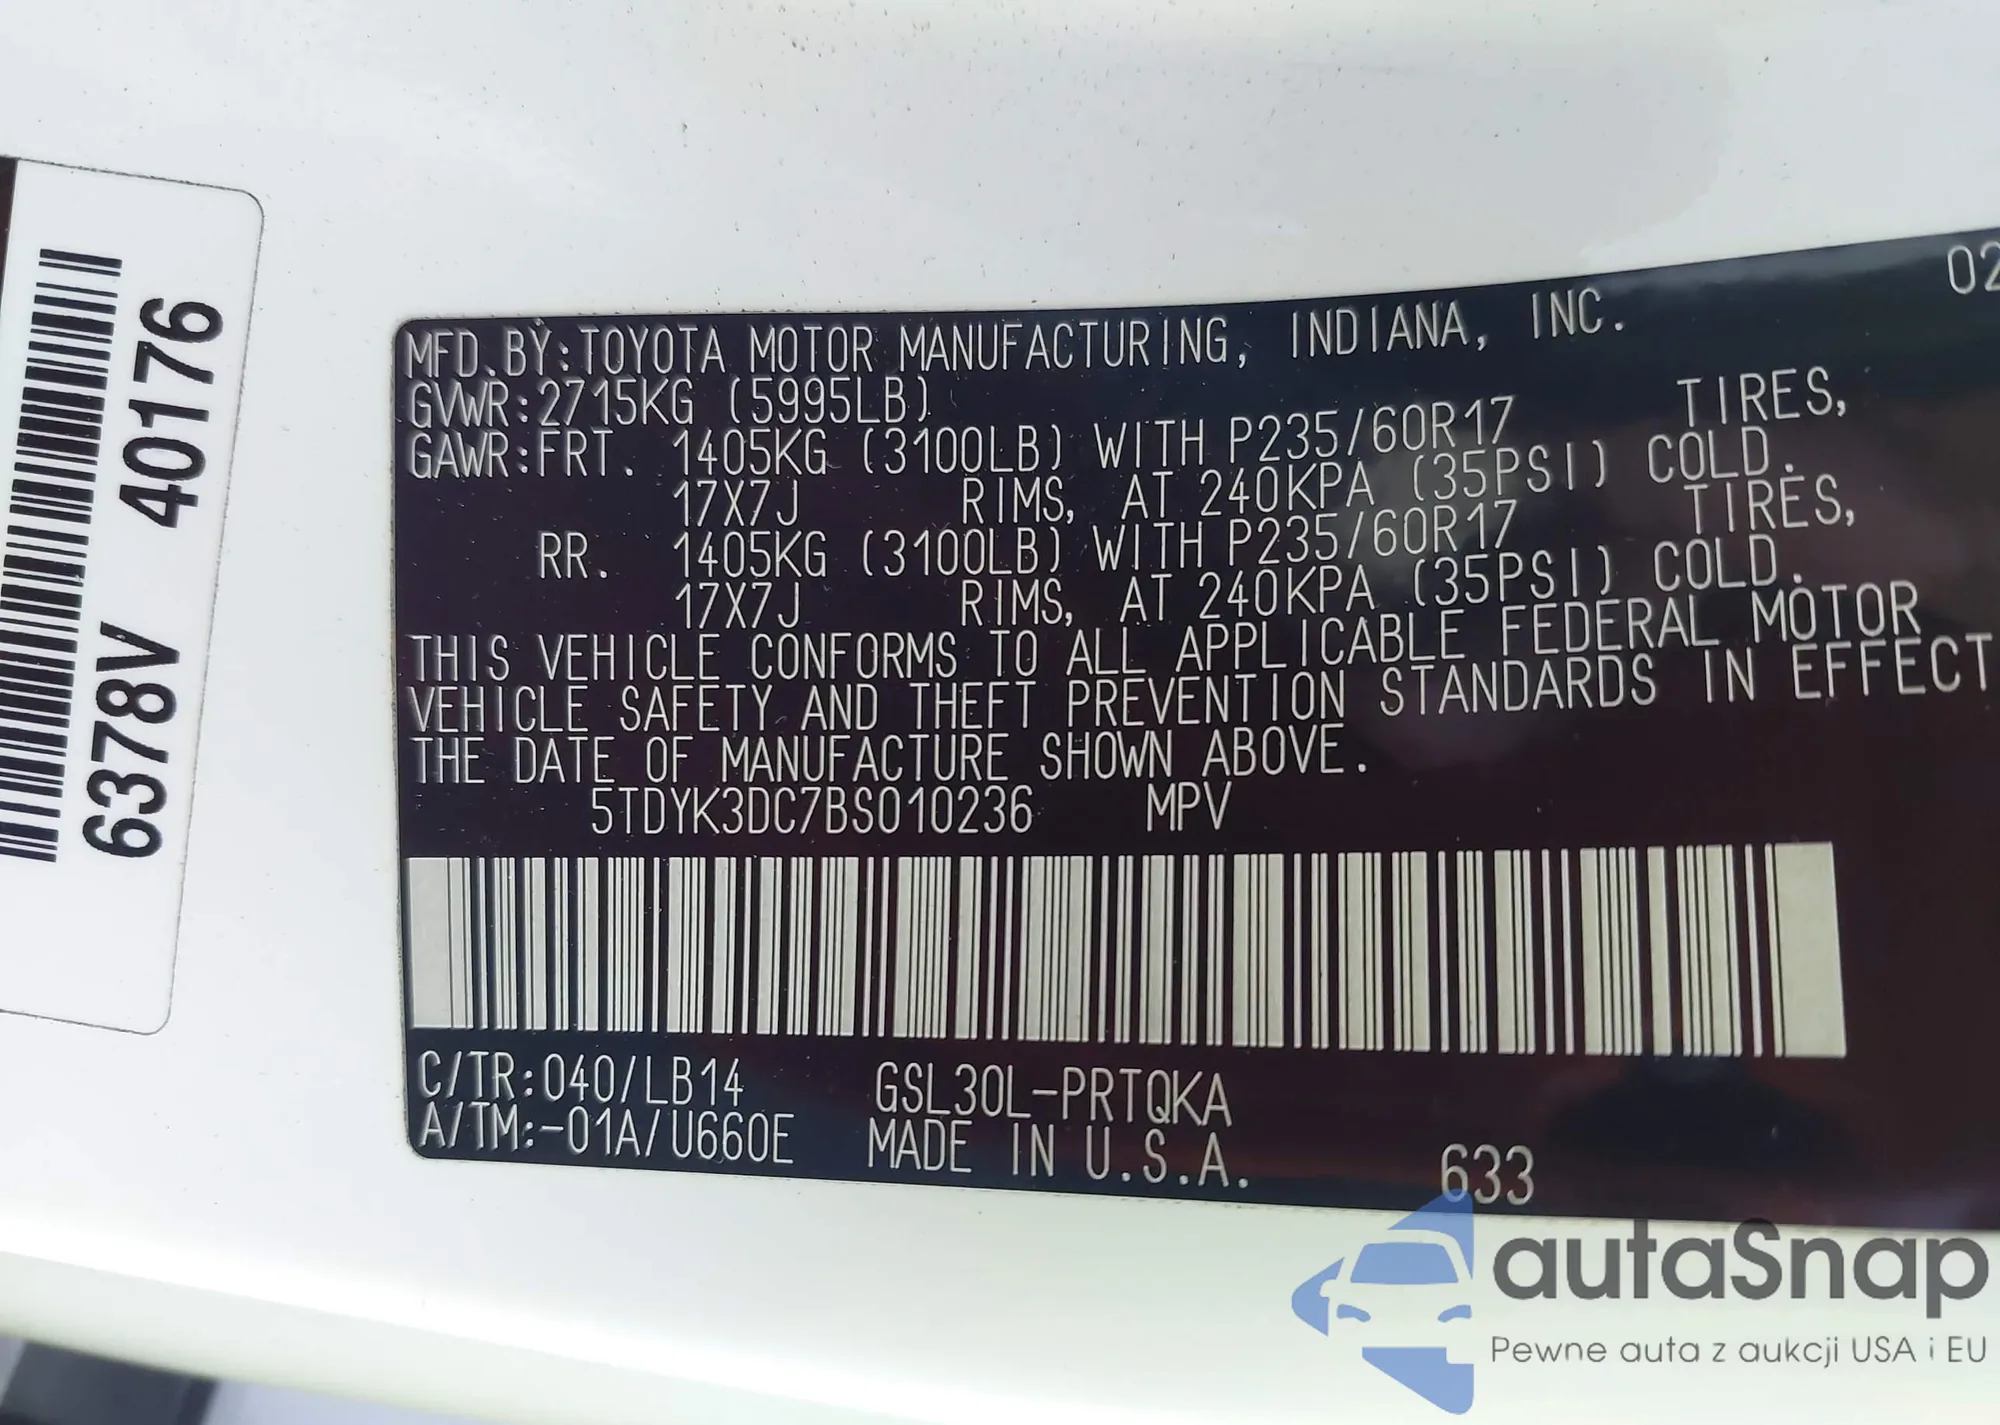 02
MFD.BY:TOYOTA MOTOR MANUFACTURING, INDIANA, INC.
GVWR:2715KG (5995LB)
GAWR:FRT. 1405KG (3100LB) WITH P235/60R17 TIRES,
17X7J RIMS, AT 240KPA (35PSI) COLD.
RR. 1405KG (3100LB) WITH P235/60R17 TIRES,
17X7J RIMS, AT 240KPA (35PSI) COLD.
THIS VEHICLE CONFORMS TO ALL APPLICABLE FEDERAL MOTOR
VEHICLE SAFETY AND THEFT PREVENTION STANDARDS IN EFFECT
THE DATE OF MANUFACTURE SHOWN ABOVE.
5TDYK3DC7BS010236 MPV
C/TR:040/LB14 GSL30L-PRTQKA
A/TM:-01A/U660E MADE IN U.S.A. 633
6378V 40176
autaSnap
Pewne auta z aukcji USA i EU